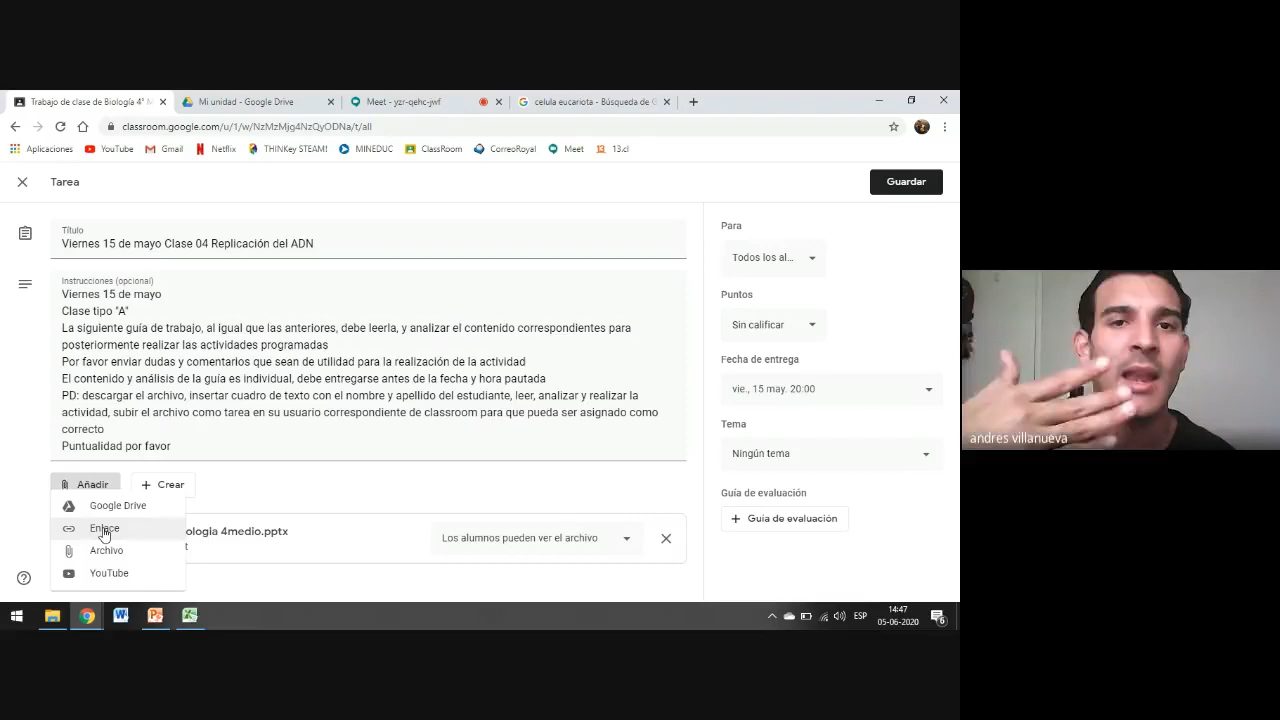 Trabajo de clase de Biología 4° M
Mi unidad - Google Drive
Meet - yzr-qehc-jwf
celula eucariota - Búsqueda de G
classroom.google.com/u/1/w/NzMzMjg4NzQyODNa/t/all
Aplicaciones
YouTube
Gmail
Netflix
THINKey STEAM!
MINEDUC
ClassRoom
CorreoRoyal
Meet
13.cl
Tarea
Guardar
Título
Viernes 15 de mayo Clase 04 Replicación del ADN
Instrucciones (opcional)
Viernes 15 de mayo
Clase tipo "A"
La siguiente guía de trabajo, al igual que las anteriores, debe leerla, y analizar el contenido correspondientes para
posteriormente realizar las actividades programadas
Por favor enviar dudas y comentarios que sean de utilidad para la realización de la actividad
El contenido y análisis de la guía es individual, debe entregarse antes de la fecha y hora pautada
PD: descargar el archivo, insertar cuadro de texto con el nombre y apellido del estudiante, leer, analizar y realizar la
actividad, subir el archivo como tarea en su usuario correspondiente de classroom para que pueda ser asignado como
correcto
Puntualidad por favor
Añadir
Crear
Google Drive
Enlace
Archivo
YouTube
ologia 4medio.pptx
t
Los alumnos pueden ver el archivo
Para
Todos los al...
Puntos
Sin calificar
Fecha de entrega
vie., 15 may. 20:00
Tema
Ningún tema
Guía de evaluación
Guía de evaluación
andres villanueva
ESP
14:47
05-06-2020
6